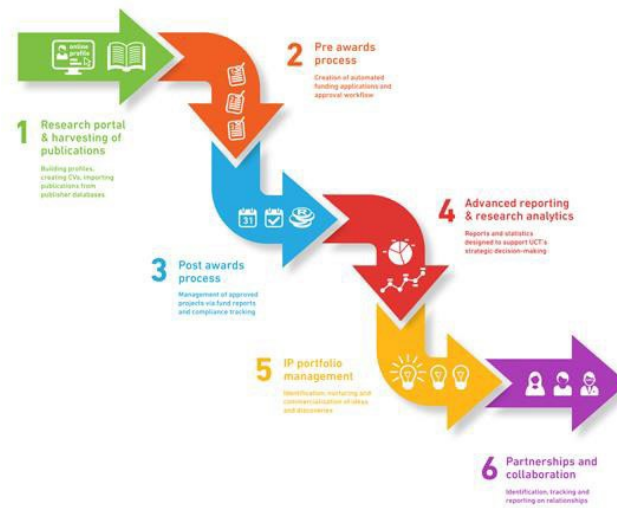 online
profile
1 Research portal
& harvesting of
publications
Building profiles,
creating CVs, importing
publications from
publisher databases
2 Pre awards
process
Creation of automated
funding applications and
approval workflow
31
R
3 Post awards
process
Management of approved
projects via fund reports
and compliance tracking
4 Advanced reporting
& research analytics
Reports and statistics
designed to support UCT's
strategic decision-making
5 IP portfolio
management
Identification, nurturing and
commercialization of ideas
and discoveries
6 Partnerships and
collaboration
Identification, tracking and
reporting on relationships